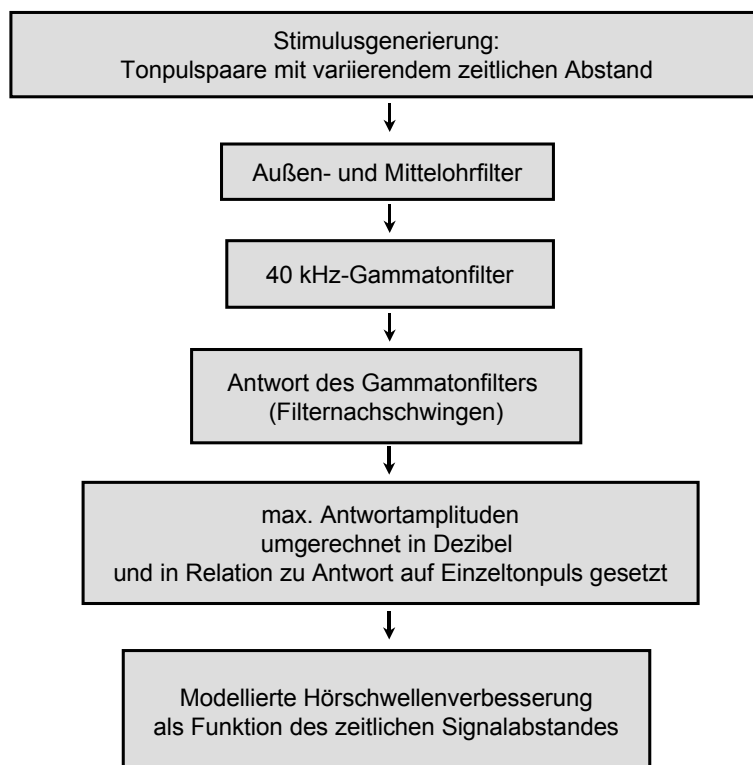 Stimulusgenerierung:
Tonpulspaare mit variierendem zeitlichen Abstand
Außen- und Mittelohrfilter
40 kHz-Gammatonfilter
Antwort des Gammatonfilters
(Filternachschwingen)
max. Antwortamplituden
umgerechnet in Dezibel
und in Relation zu Antwort auf Einzeltonpuls gesetzt
Modellierte Hörschwellenverbesserung
als Funktion des zeitlichen Signalabstandes